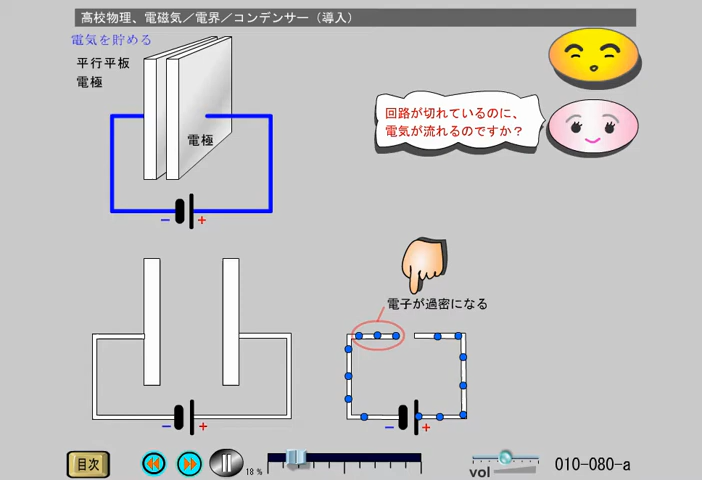 高校物理、電磁気／電界／コンデンサー（導入）
電気を貯める
平行平板
電極
電極
− +
回路が切れているのに、
電気が流れるのですか？
電子が過密になる
− +
− +
目次
18 %
vol
010-080-a